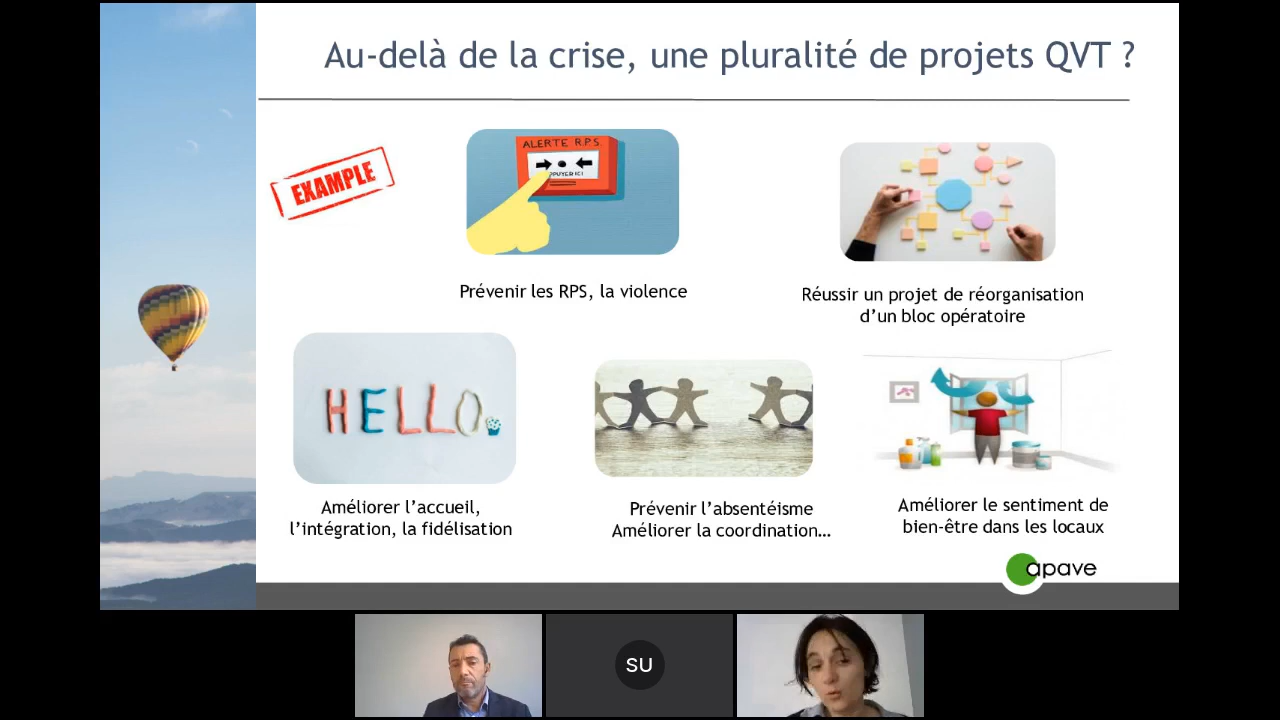 Au-delà de la crise, une pluralité de projets QVT ?
EXAMPLE
ALERTE R.P.S.
PPUYER ICI
Prévenir les RPS, la violence
Réussir un projet de réorganisation
d'un bloc opératoire
HELLO
Améliorer l'accueil,
l'intégration, la fidélisation
Prévenir l'absentéisme
Améliorer la coordination...
Améliorer le sentiment de
bien-être dans les locaux
apave
SU